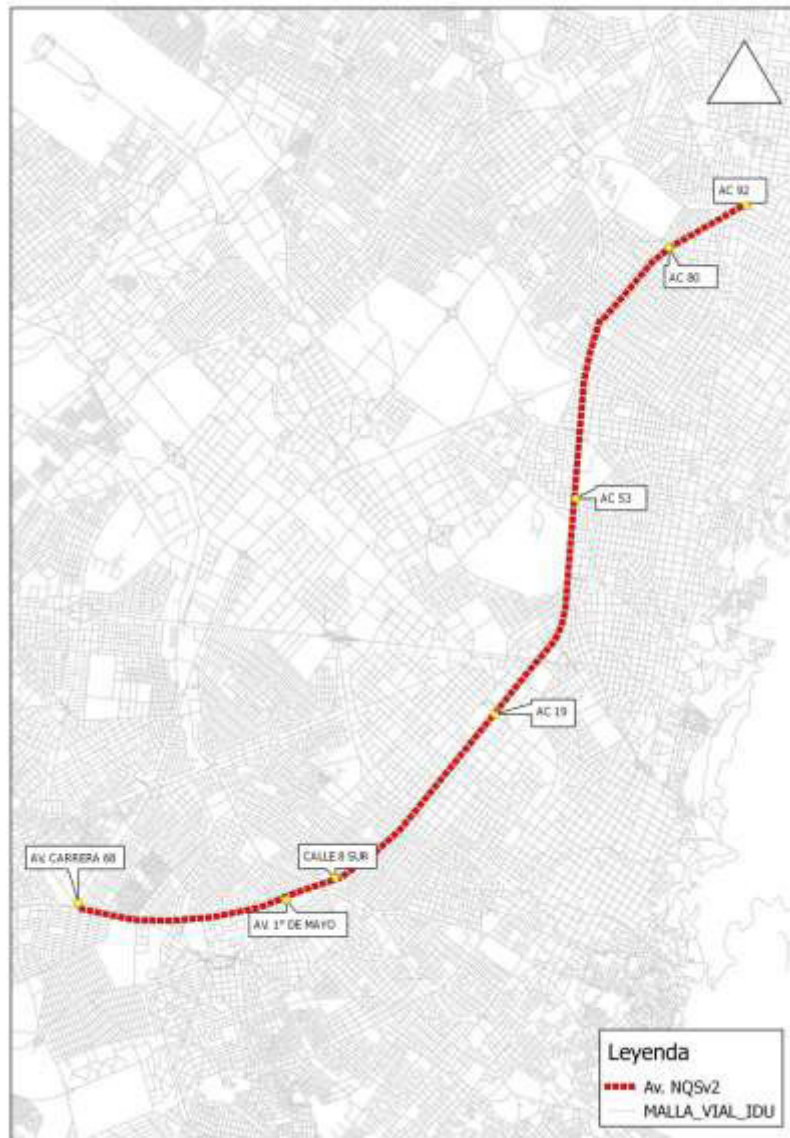 AC 92
AC 80
AC 53
AC 19
CALLE 8 SUR
AV. CARRERA 68
AV. 1° DE MAYO
Leyenda
Av. NQSv2
MALLA_VIAL_IDU